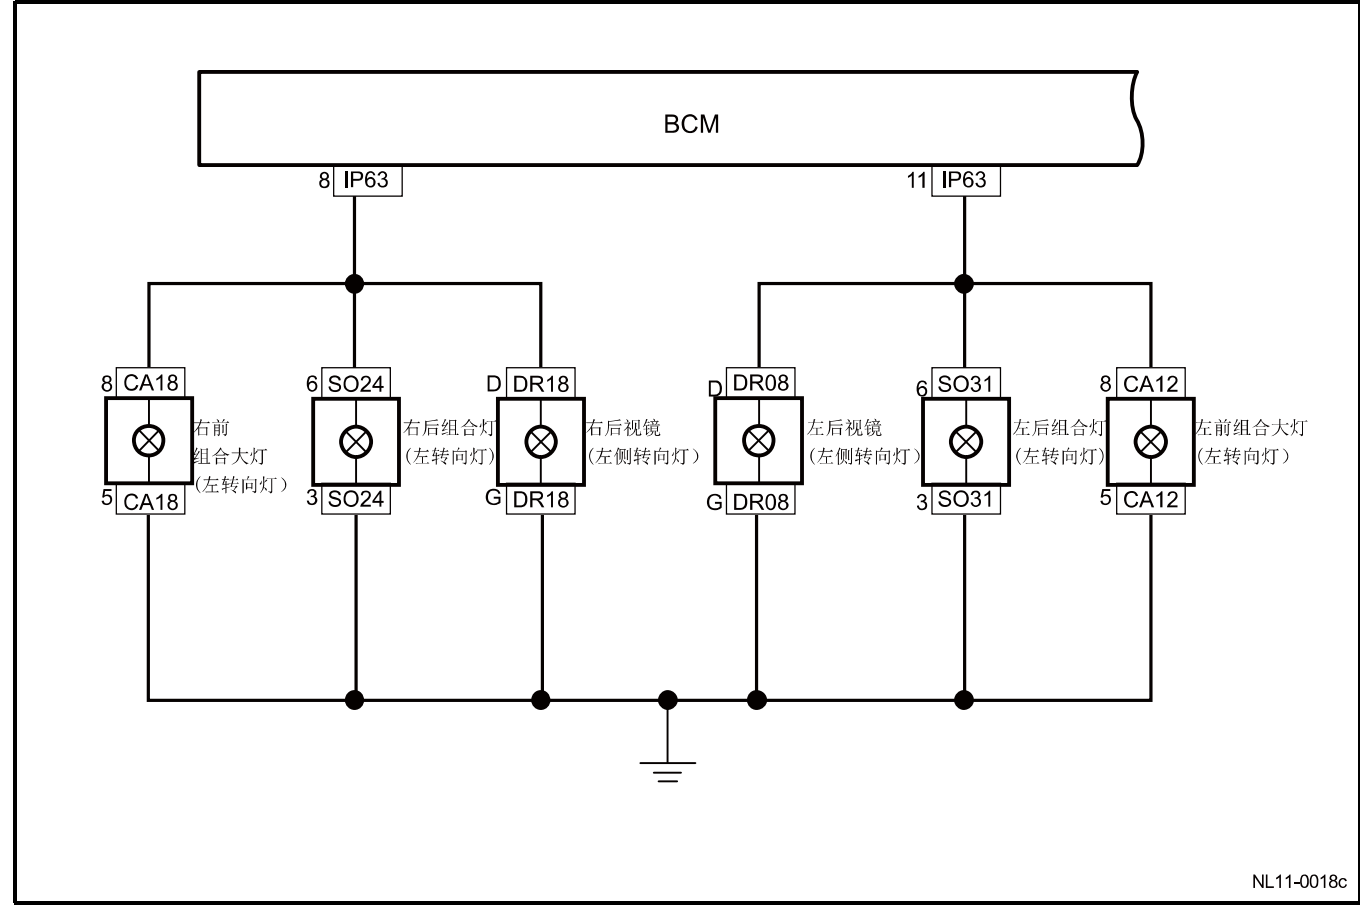 BCM
8 IP63
11 IP63
8 CA18
6 SO24
D DR18
D DR08
6 SO31
8 CA12
右前
组合大灯
(左转向灯）
右后组合灯
(左转向灯)
右后视镜
(左侧转向灯）
左后视镜
(左侧转向灯）
左后组合灯
(左转向灯)
左前组合大灯
(左转向灯）
5 CA18
3 SO24
G DR18
G DR08
3 SO31
5 CA12
NL11-0018c